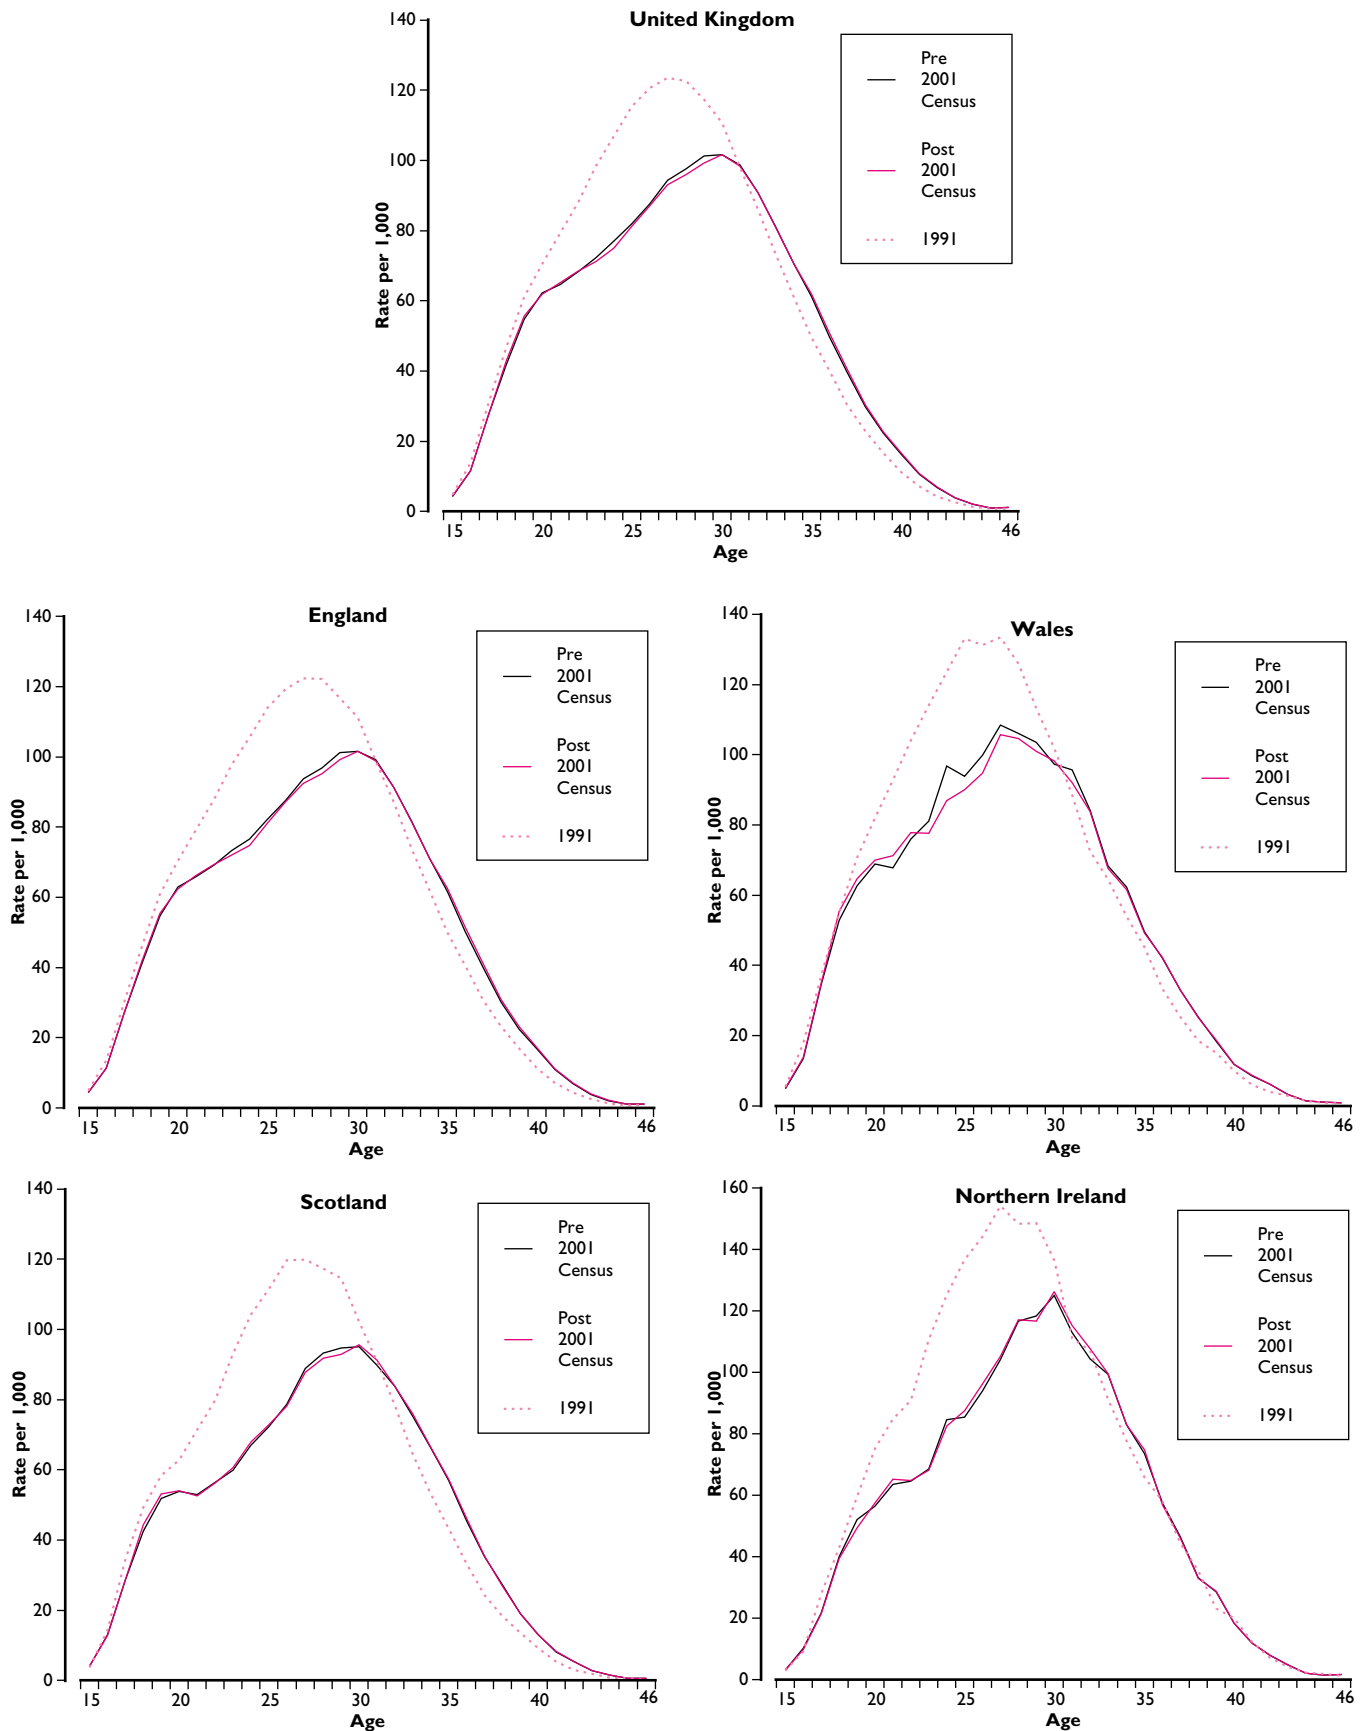 United Kingdom
140
120
100
80
60
40
20
0
Rate per 1,000
15 20 25 30 35 40 46
Age
Pre
2001
Census
Post
2001
Census
1991
England
140
120
100
80
60
40
20
0
Rate per 1,000
15 20 25 30 35 40 46
Age
Pre
2001
Census
Post
2001
Census
1991
Wales
140
120
100
80
60
40
20
0
Rate per 1,000
15 20 25 30 35 40 46
Age
Pre
2001
Census
Post
2001
Census
1991
Scotland
140
120
100
80
60
40
20
0
Rate per 1,000
15 20 25 30 35 40 46
Age
Pre
2001
Census
Post
2001
Census
1991
Northern Ireland
160
140
120
100
80
60
40
20
0
Rate per 1,000
15 20 25 30 35 40 46
Age
Pre
2001
Census
Post
2001
Census
1991